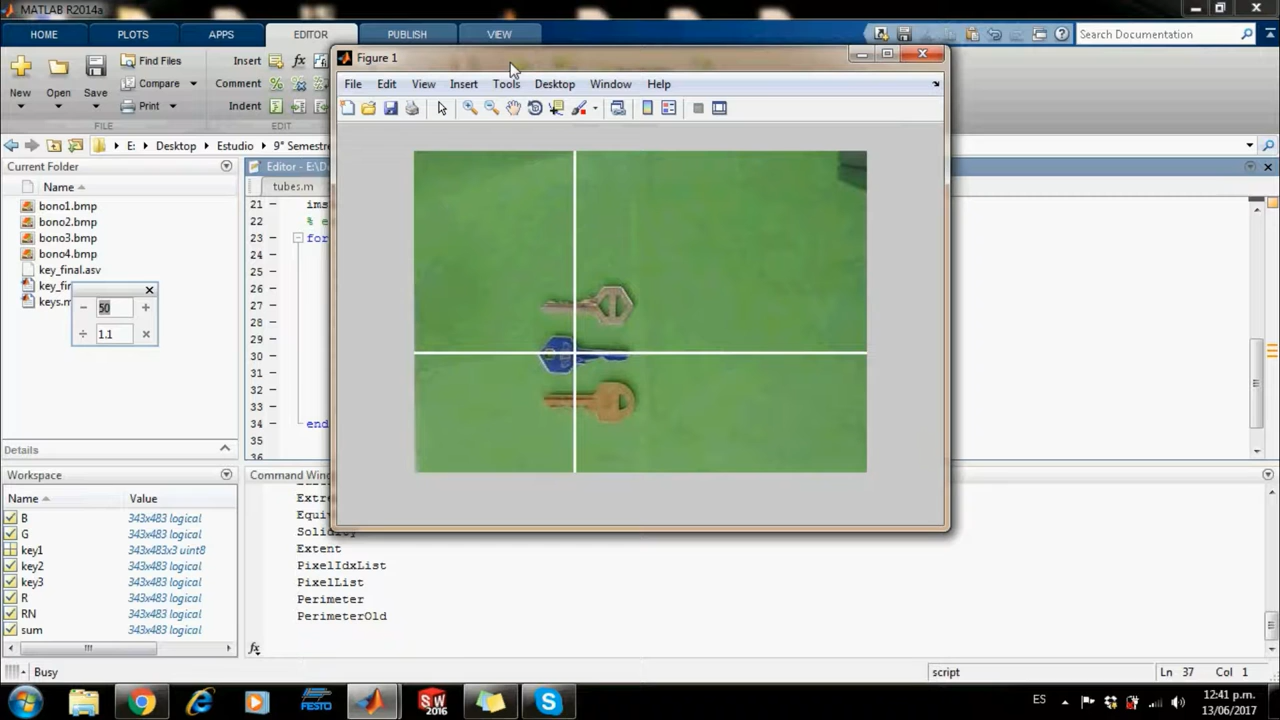 MATLAB R2014a
HOME
PLOTS
APPS
EDITOR
PUBLISH
VIEW
Search Documentation
New
Open
Save
Find Files
Compare
Print
Insert
Comment
Indent
FILE
EDIT
Figure 1
File Edit View Insert Tools Desktop Window Help
E: Desktop Estudio
Current Folder
Name
bono1.bmp
bono2.bmp
bono3.bmp
bono4.bmp
key_final.asv
50
1.1
Details
tubes.m
21
22 %
23 for
24
25
26
27
28
29
30
31
32
33
34 end
35
36
Workspace
Name Value
B 343x483 logical
G 343x483 logical
key1 343x483x3 uint8
key2 343x483 logical
key3 343x483 logical
R 343x483 logical
RN 343x483 logical
sum 343x483 logical
Solidity
Extent
PixelIdxList
PixelList
Perimeter
PerimeterOld
fx
Busy
script
Ln 37 Col 1
FESTO
SW
2016
ES
12:41 p.m.
13/06/2017